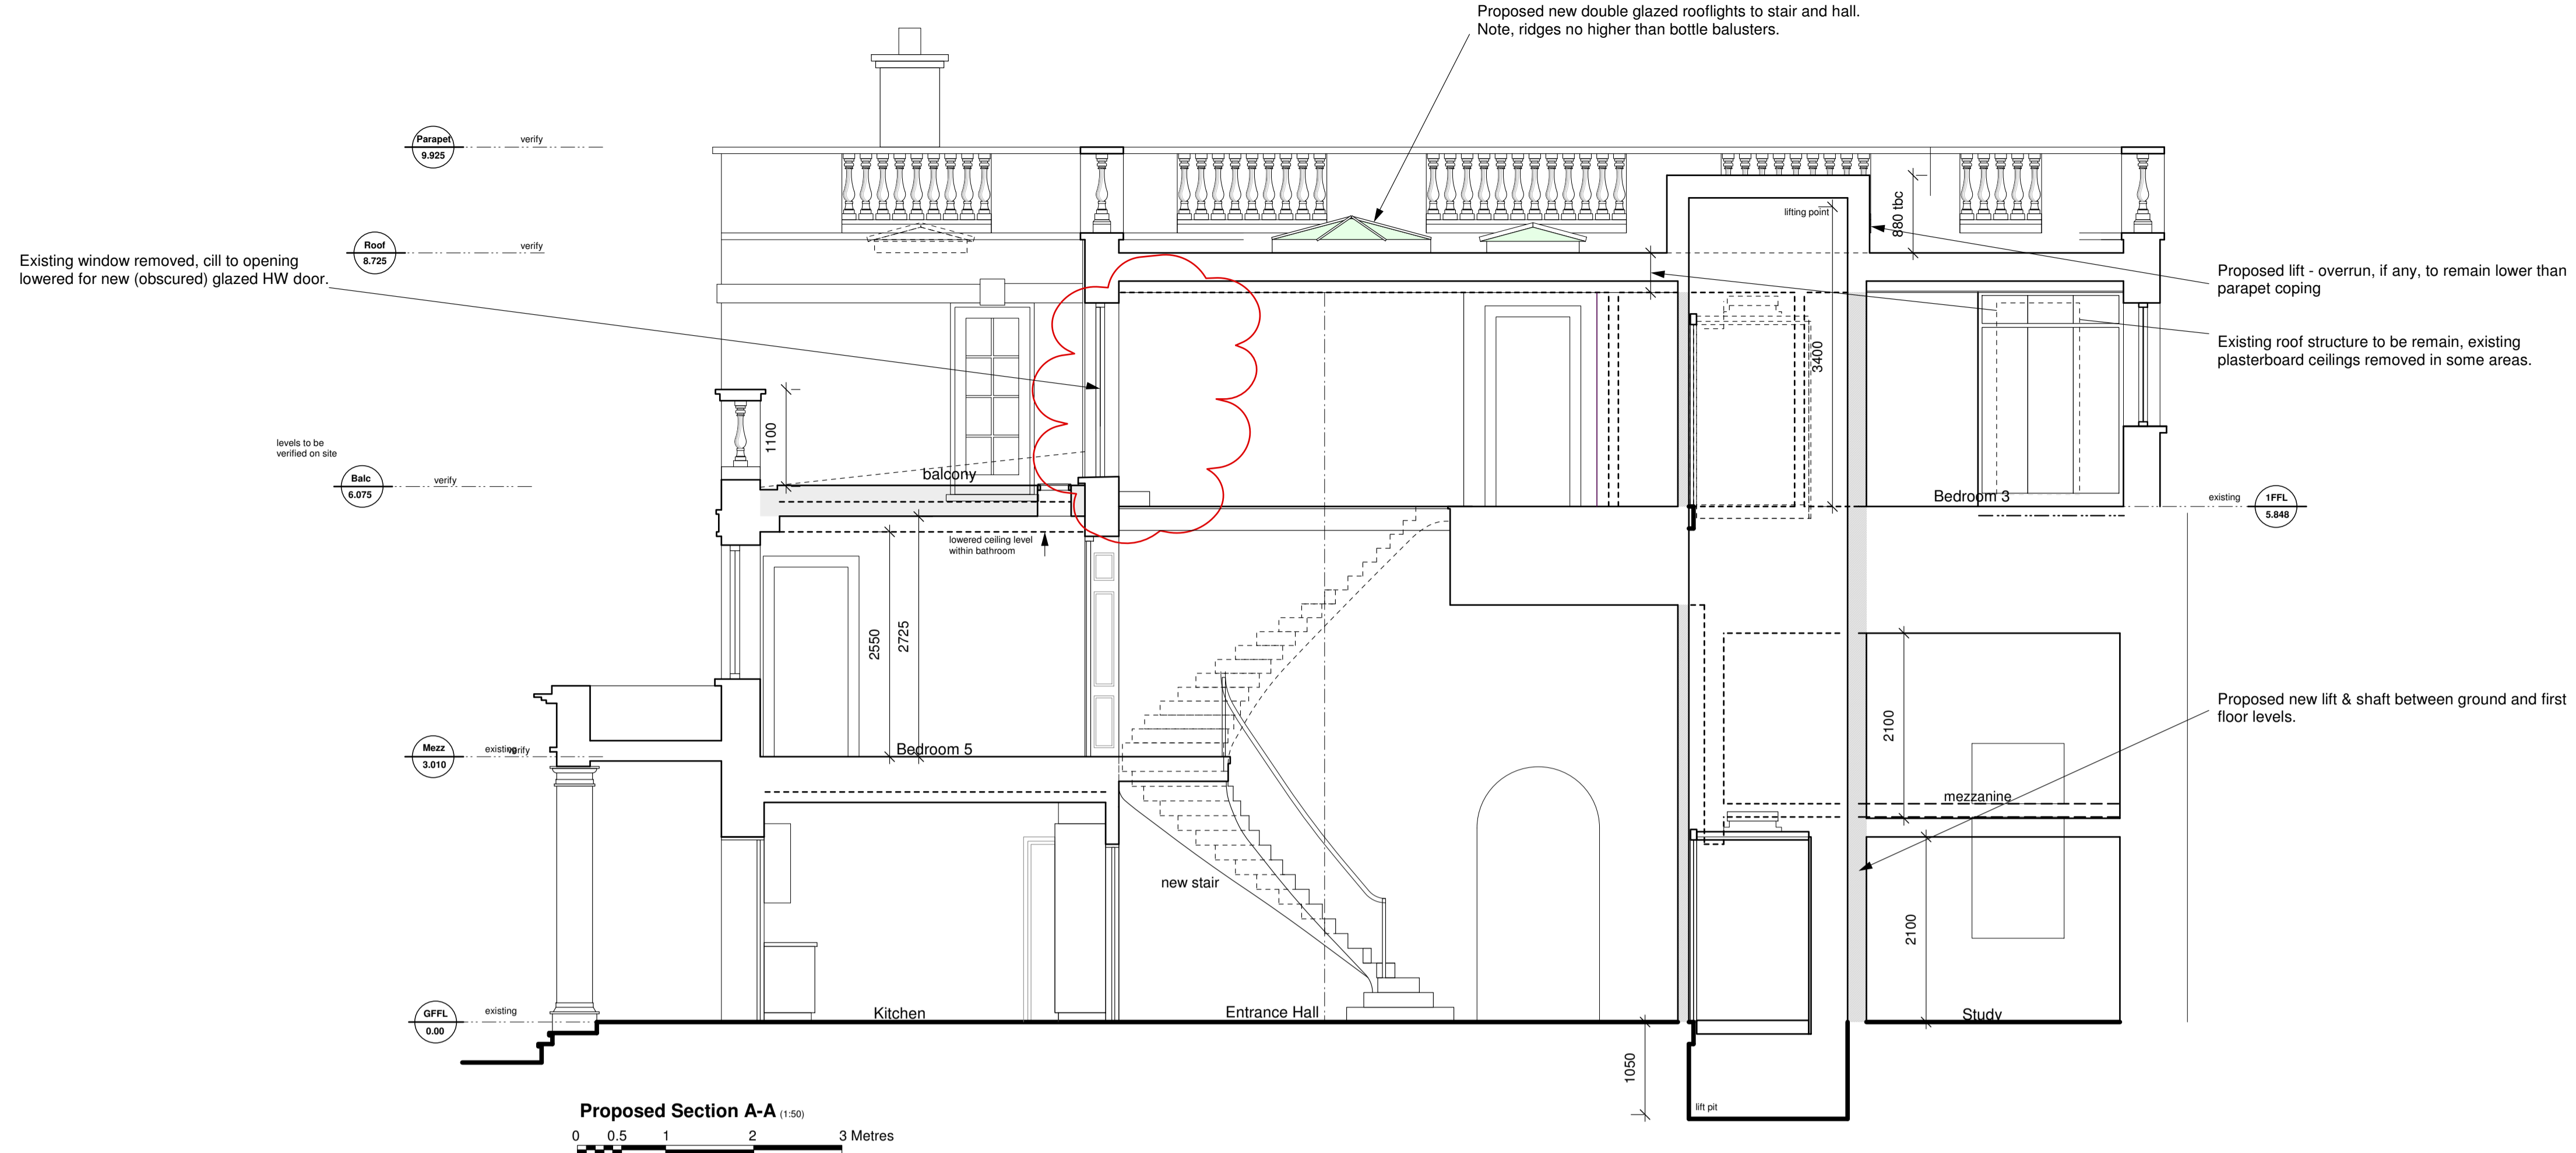 Proposed new double glazed rooflights to stair and hall.
Note, ridges no higher than bottle balusters.
Parapet
9.925
verify
Roof
8.725
verify
lifting point
880 tbc
Existing window removed, cill to opening
lowered for new (obscured) glazed HW door.
Proposed lift - overrun, if any, to remain lower than
parapet coping
Existing roof structure to be remain, existing
plasterboard ceilings removed in some areas.
3400
1100
levels to be
verified on site
Balc
6.075
verify
balcony
Bedroom 3
existing
1FFL
5.848
lowered ceiling level
within bathroom
2550
2725
Proposed new lift & shaft between ground and first
floor levels.
2100
Mezz
3.010
existing
verify
Bedroom 5
mezzanine
new stair
2100
GFFL
0.00
existing
Kitchen
Entrance Hall
Study
1050
lift pit
Proposed Section A-A (1:50)
0 0.5 1 2 3 Metres